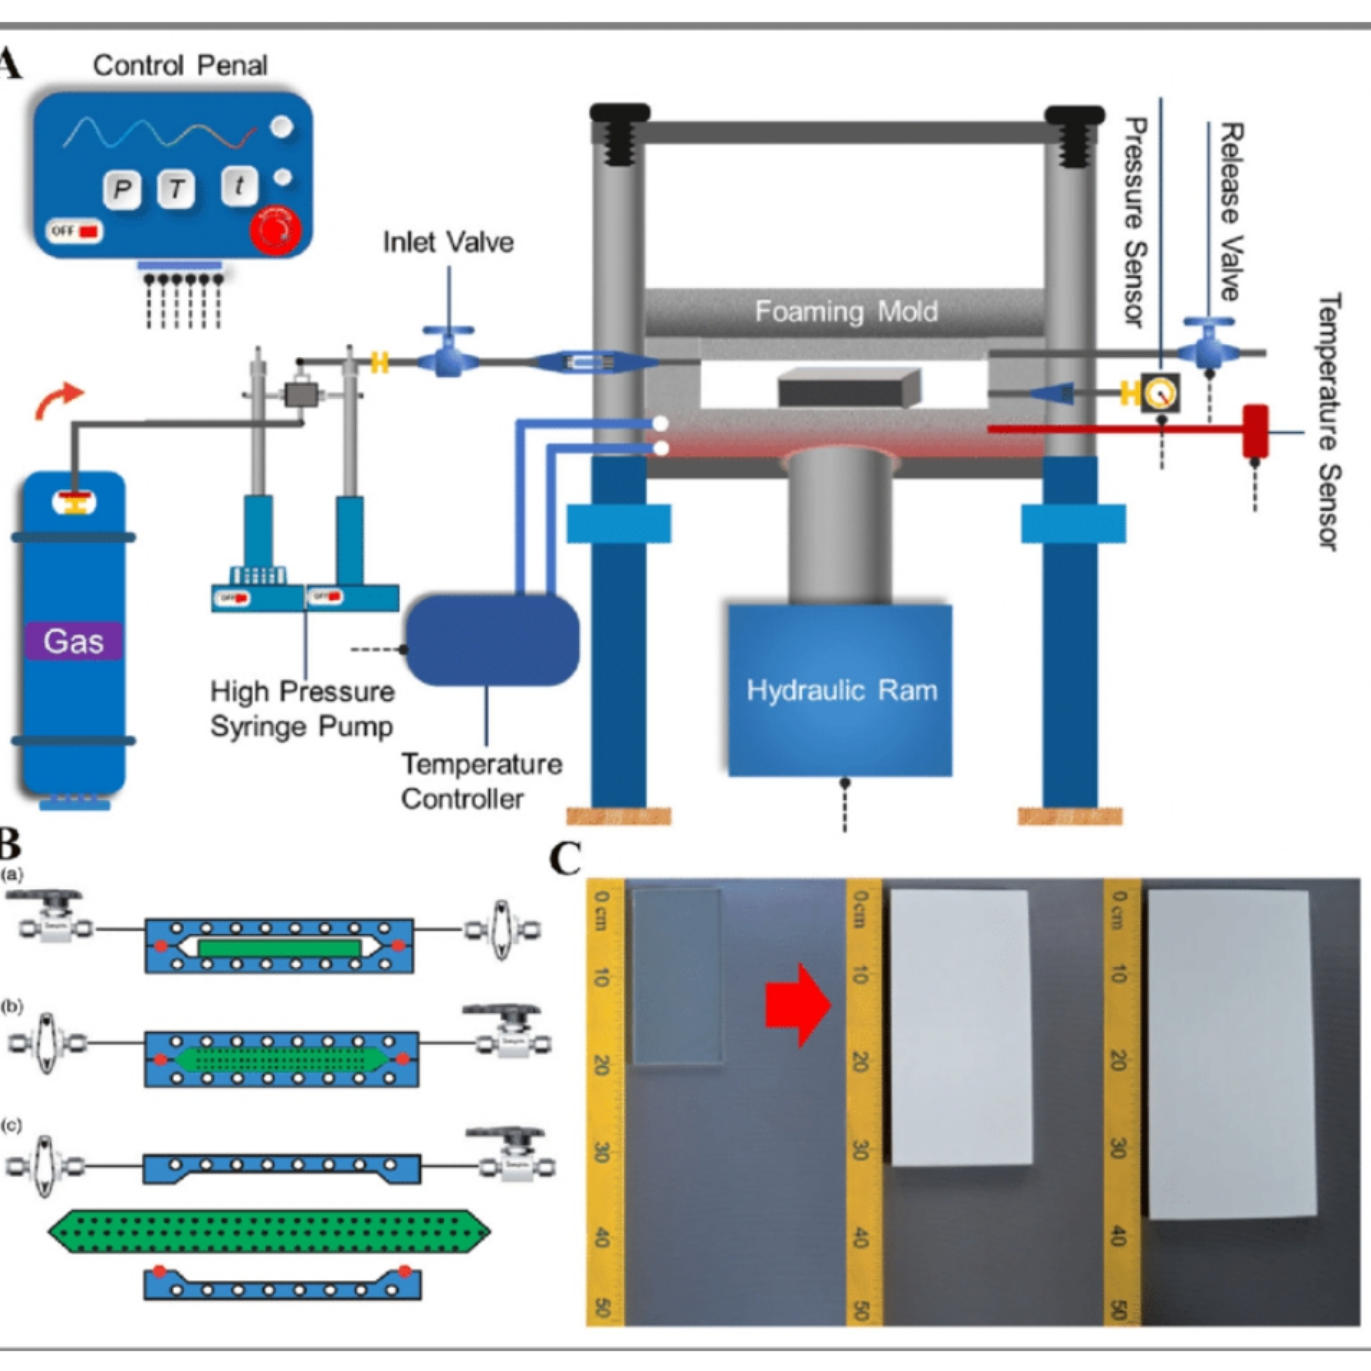 A
Control Penal
P T t
OFF
Inlet Valve
Pressure Sensor
Release Valve
Temperature Sensor
Foaming Mold
Gas
OFF
OFF
High Pressure
Syringe Pump
Temperature
Controller
Hydraulic Ram
B
(a)
(b)
(c)
C
0 cm
10
20
30
40
50
0 cm
10
20
30
40
50
0 cm
10
20
30
40
50